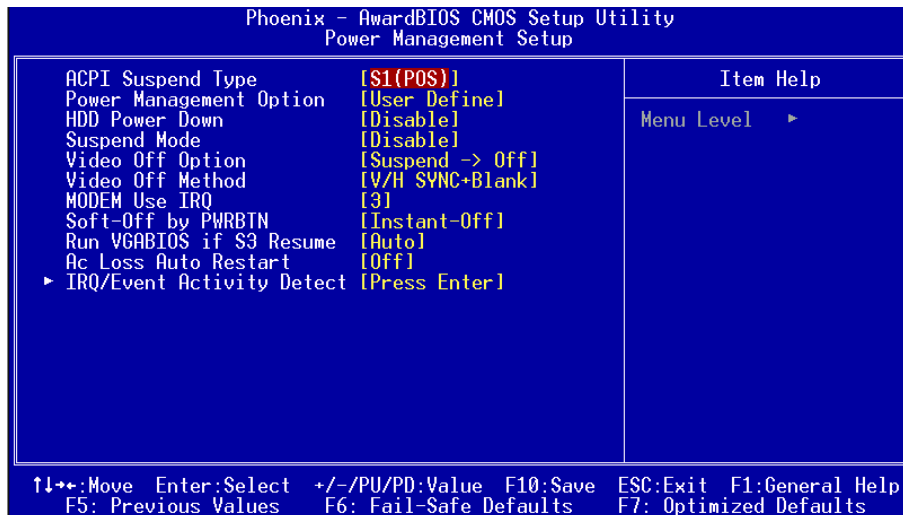 Phoenix - AwardBIOS CMOS Setup Utility
Power Management Setup
ACPI Suspend Type [S1(POS)]
Power Management Option [User Define]
HDD Power Down [Disable]
Suspend Mode [Disable]
Video Off Option [Suspend -> Off]
Video Off Method [V/H SYNC+Blank]
MODEM Use IRQ [3]
Soft-Off by PWRBTN [Instant-Off]
Run VGABIOS if S3 Resume [Auto]
Ac Loss Auto Restart [Off]
► IRQ/Event Activity Detect [Press Enter]
Item Help
Menu Level ►
↑↓→←:Move Enter:Select +/-/PU/PD:Value F10:Save ESC:Exit F1:General Help
F5: Previous Values F6: Fail-Safe Defaults F7: Optimized Defaults